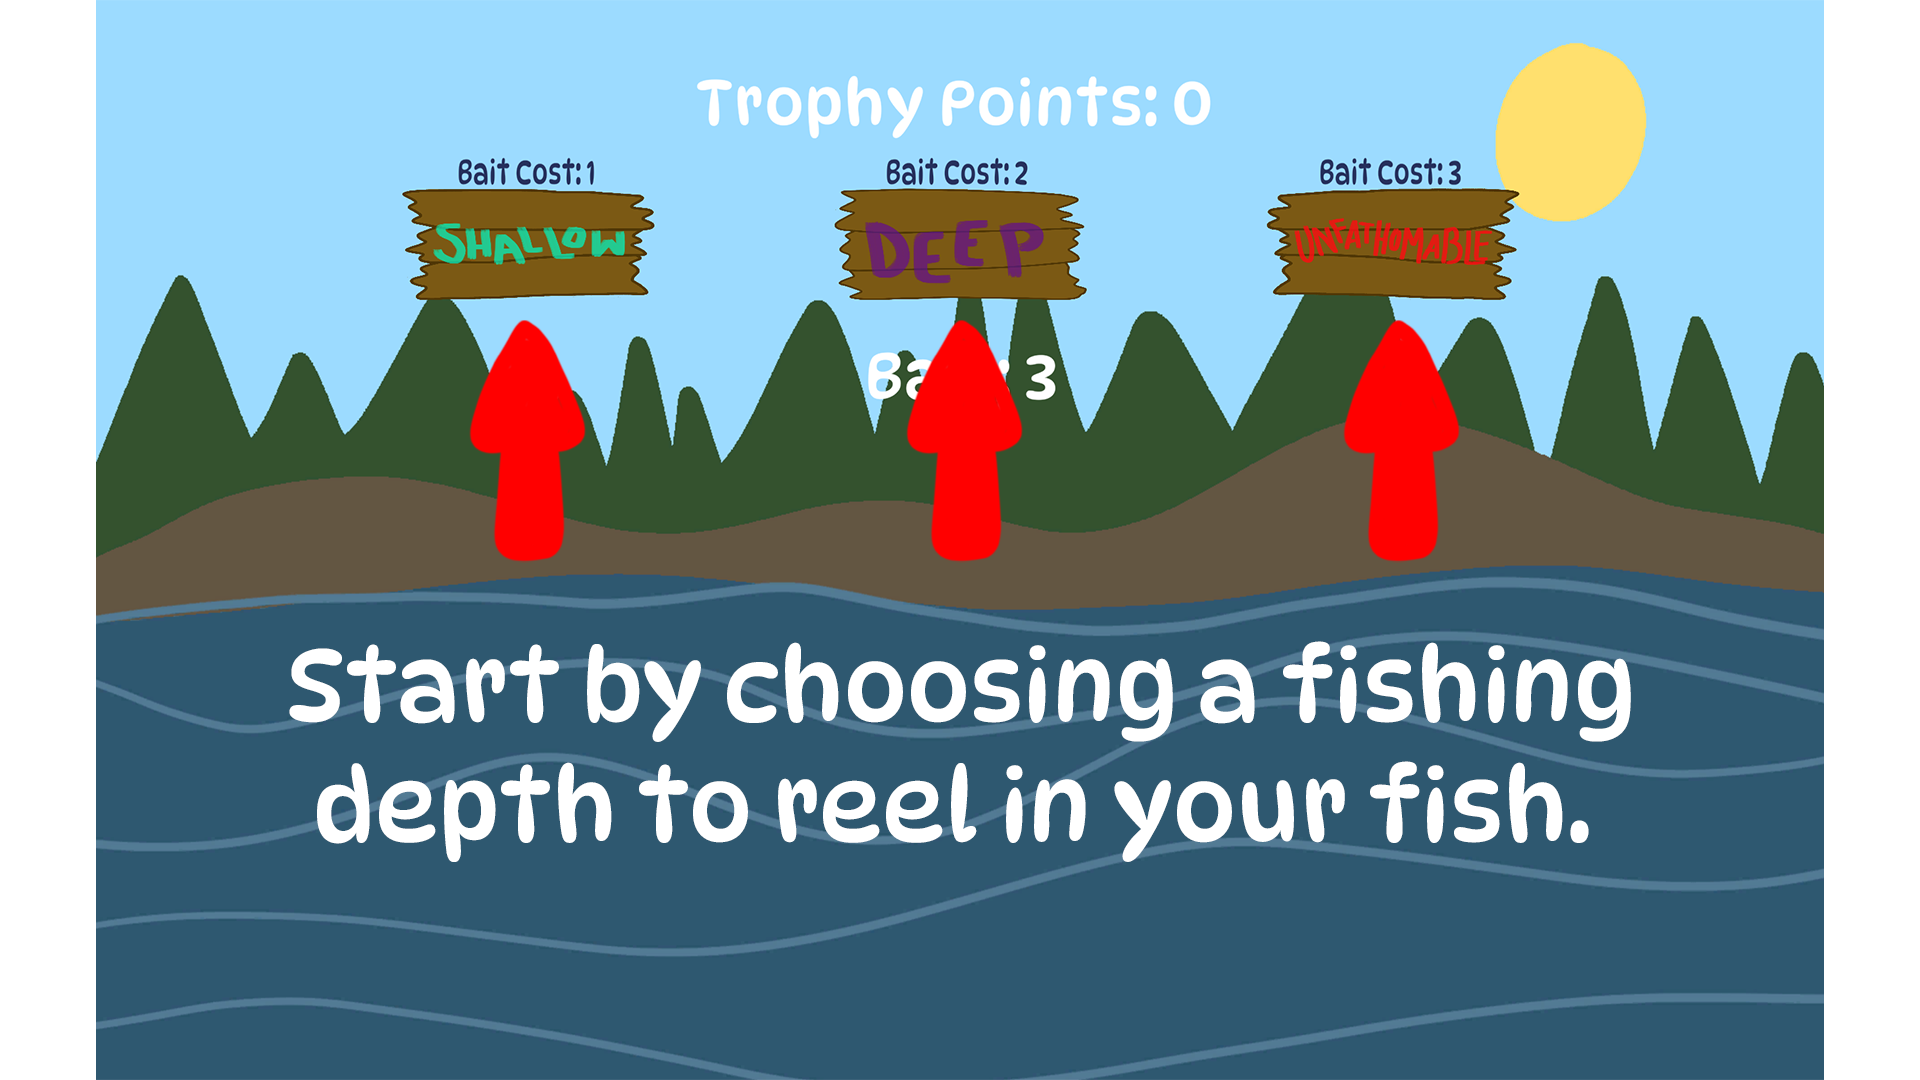 Trophy Points: 0
Bait Cost: 1
Bait Cost: 2
Bait Cost: 3
SHALLOW
DEEP
UNFATHOMABLE
3
Start by choosing a fishing
depth to reel in your fish.